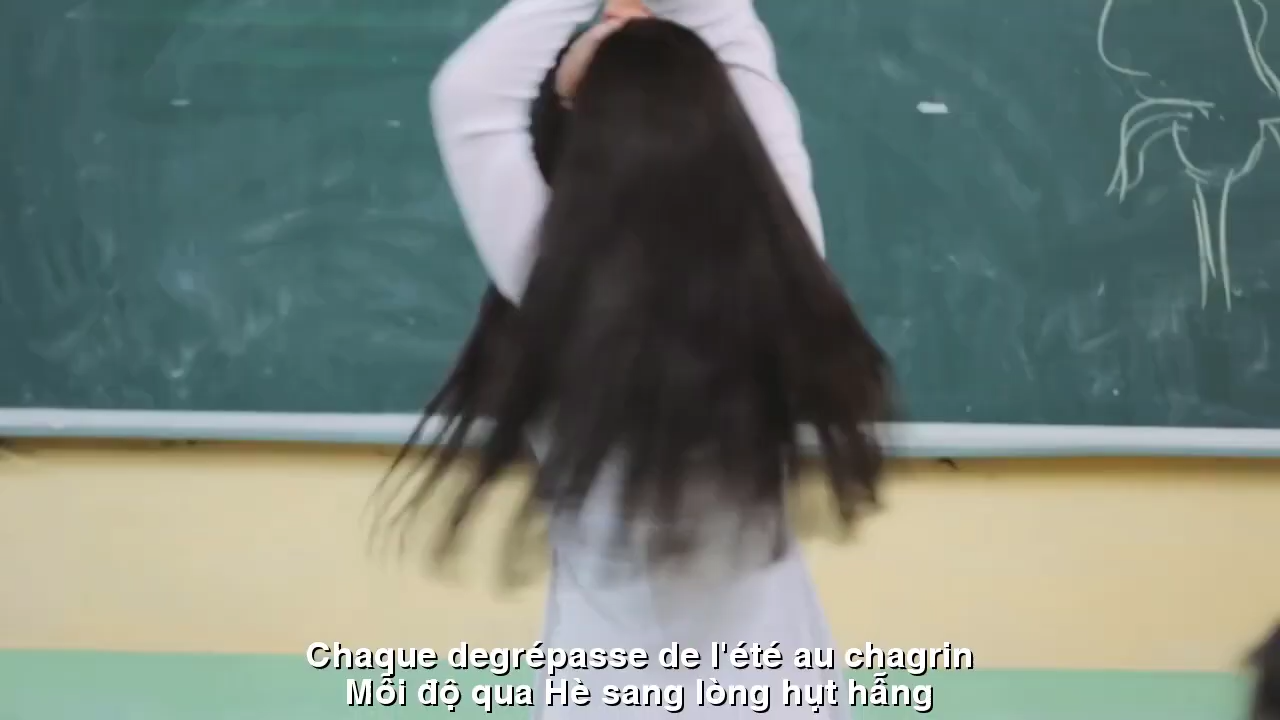 Chaque degrépasse de l'été au chagrin
Mỗi độ qua Hè sang lòng hụt hẫng